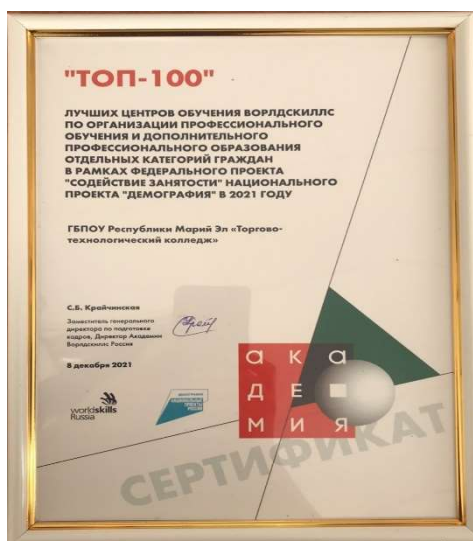 "ТОП-100"
ЛУЧШИХ ЦЕНТРОВ ОБУЧЕНИЯ ВОРЛДСКИЛЛС
ПО ОРГАНИЗАЦИИ ПРОФЕССИОНАЛЬНОГО
ОБУЧЕНИЯ И ДОПОЛНИТЕЛЬНОГО
ПРОФЕССИОНАЛЬНОГО ОБРАЗОВАНИЯ
ОТДЕЛЬНЫХ КАТЕГОРИЙ ГРАЖДАН
В РАМКАХ ФЕДЕРАЛЬНОГО ПРОЕКТА
"СОДЕЙСТВИЕ ЗАНЯТОСТИ" НАЦИОНАЛЬНОГО
ПРОЕКТА "ДЕМОГРАФИЯ" В 2021 ГОДУ
ГБПОУ Республики Марий Эл «Торгово-
технологический колледж»
С.Б. Крайчинская
Заместитель генерального
директора по подготовке
кадров, Директор Академии
Ворлдскиллс Россия
8 декабря 2021
ака
ДЕ
МИЯ
worldskills
Russia
СЕРТИФИКАТ